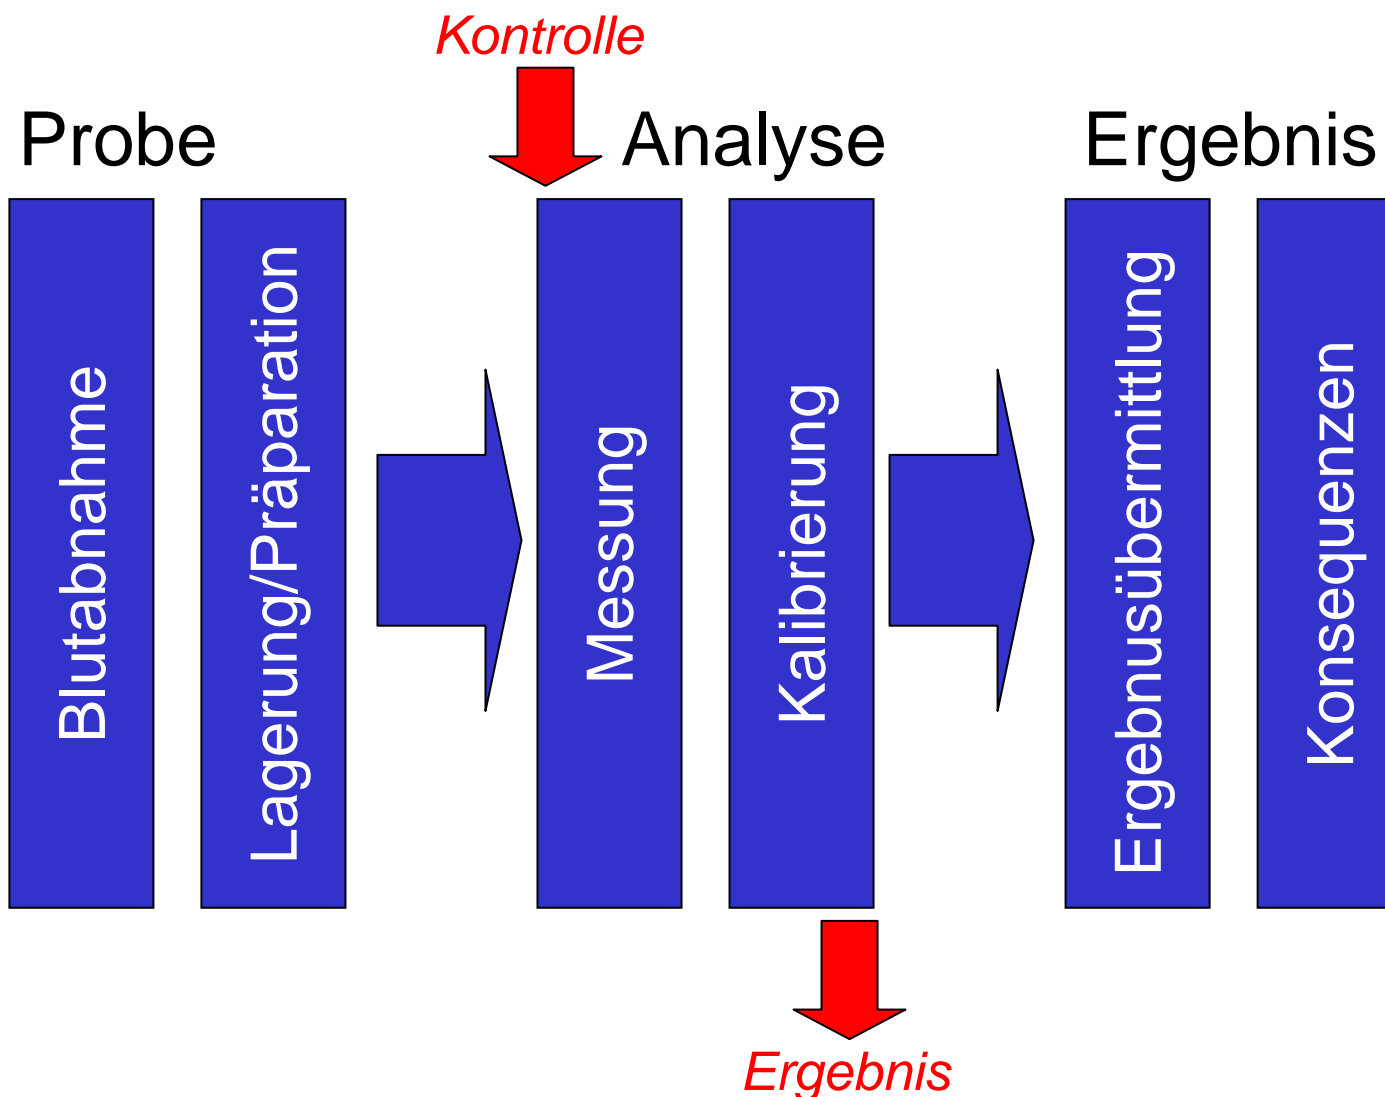 Kontrolle
Probe
Analyse
Ergebnis
Blutabnahme
Lagerung/Präparation
Messung
Kalibrierung
Ergebnusübermittlung
Konsequenzen
Ergebnis